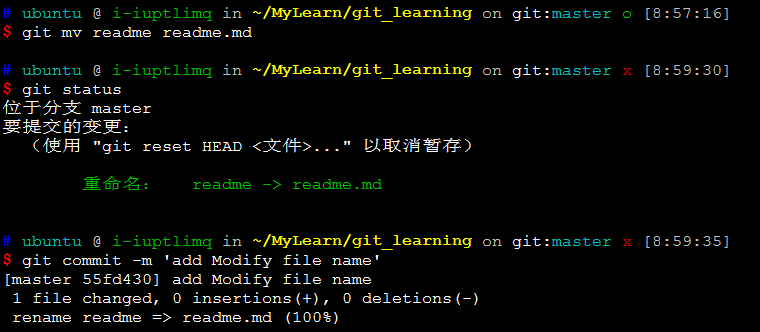 # ubuntu @ i-iuptlimq in ~/MyLearn/git_learning on git:master o [8:57:16]
$ git mv readme readme.md
# ubuntu @ i-iuptlimq in ~/MyLearn/git_learning on git:master x [8:59:30]
$ git status
位于分支 master
要提交的变更：
（使用 "git reset HEAD <文件>..." 以取消暂存）
重命名： readme -> readme.md
# ubuntu @ i-iuptlimq in ~/MyLearn/git_learning on git:master x [8:59:35]
$ git commit -m 'add Modify file name'
[master 55fd430] add Modify file name
1 file changed, 0 insertions(+), 0 deletions(-)
rename readme => readme.md (100%)